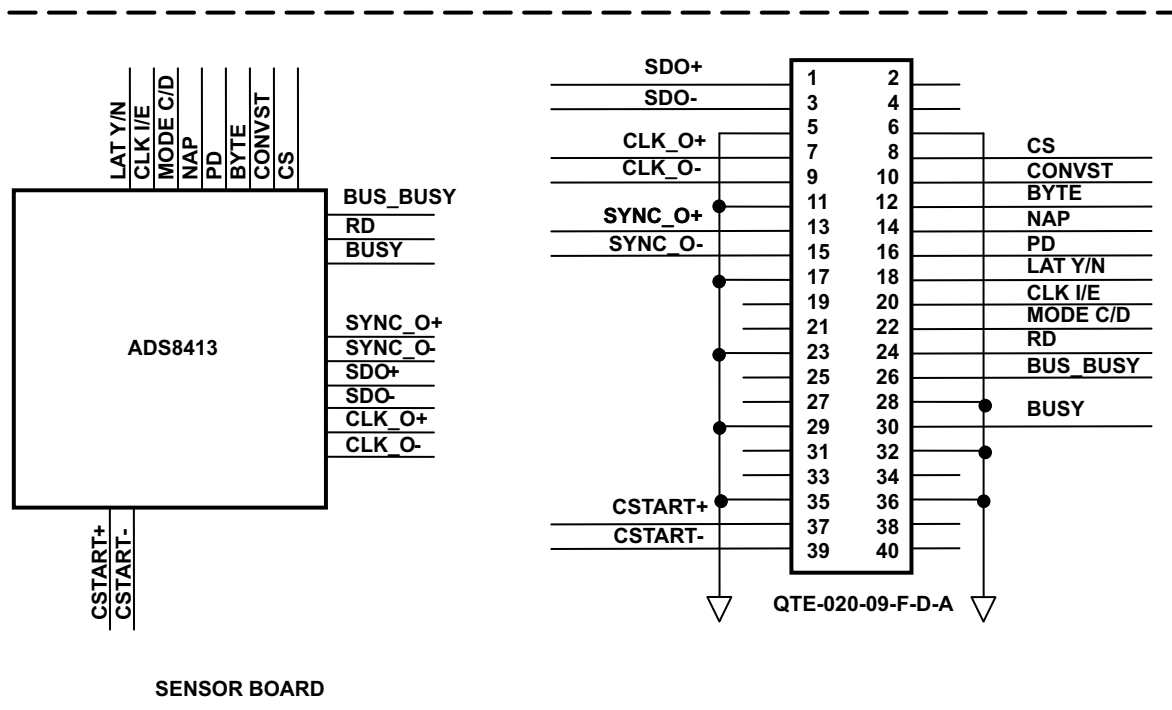 LAT Y/N
CLK I/E
MODE C/D
NAP
PD
BYTE
CONVST
CS
BUS_BUSY
RD
BUSY
ADS8413
SYNC_O+
SYNC_O-
SDO+
SDO-
CLK_O+
CLK_O-
CSTART+
CSTART-
SENSOR BOARD
SDO+ 1 2
SDO- 3 4
5 6
CLK_O+ 7 8 CS
CLK_O- 9 10 CONVST
11 12 BYTE
SYNC_O+ 13 14 NAP
SYNC_O- 15 16 PD
17 18 LAT Y/N
19 20 CLK I/E
21 22 MODE C/D
23 24 RD
25 26 BUS_BUSY
27 28
29 30 BUSY
31 32
33 34
35 36
CSTART+ 37 38
CSTART- 39 40
QTE-020-09-F-D-A